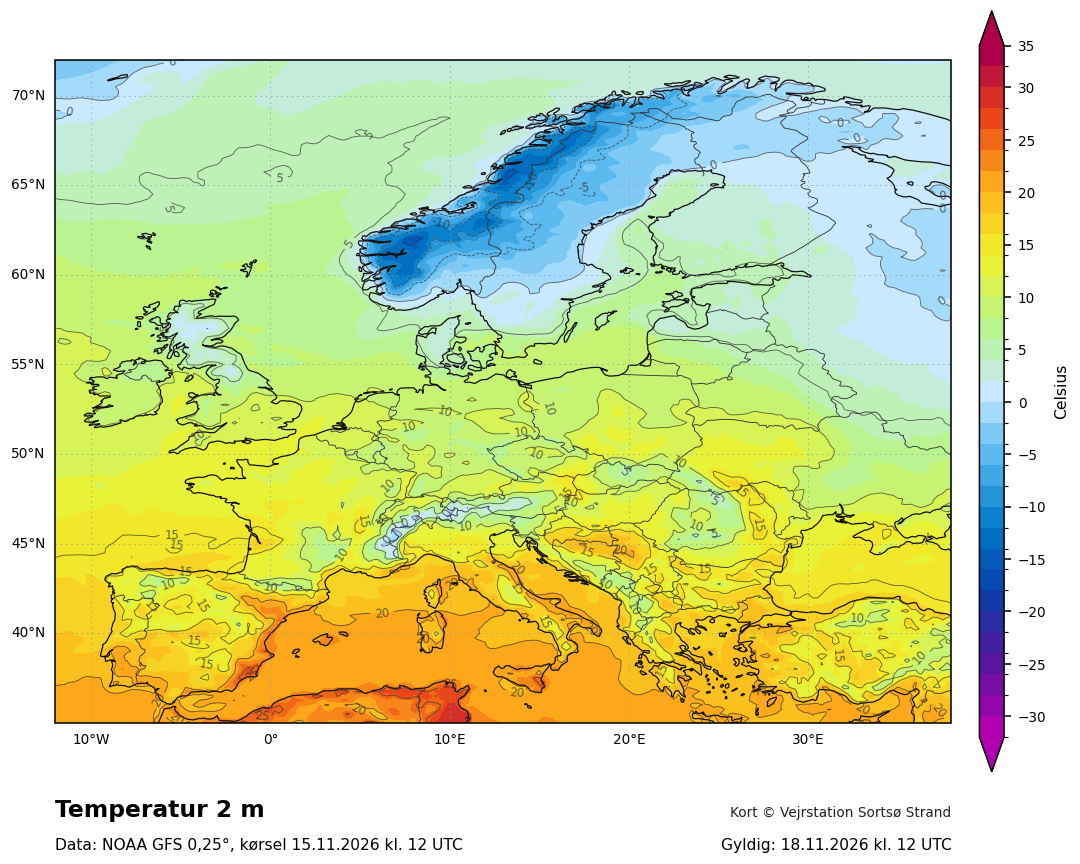 70°N
65°N
60°N
55°N
50°N
45°N
40°N
10°W
0°
10°E
20°E
30°E
35
30
25
20
15
10
5
0
−5
−10
−15
−20
−25
−30
Celsius
Temperatur 2 m
Kort © Vejrstation Sortsø Strand
Data: NOAA GFS 0,25°, kørsel 15.11.2026 kl. 12 UTC
Gyldig: 18.11.2026 kl. 12 UTC